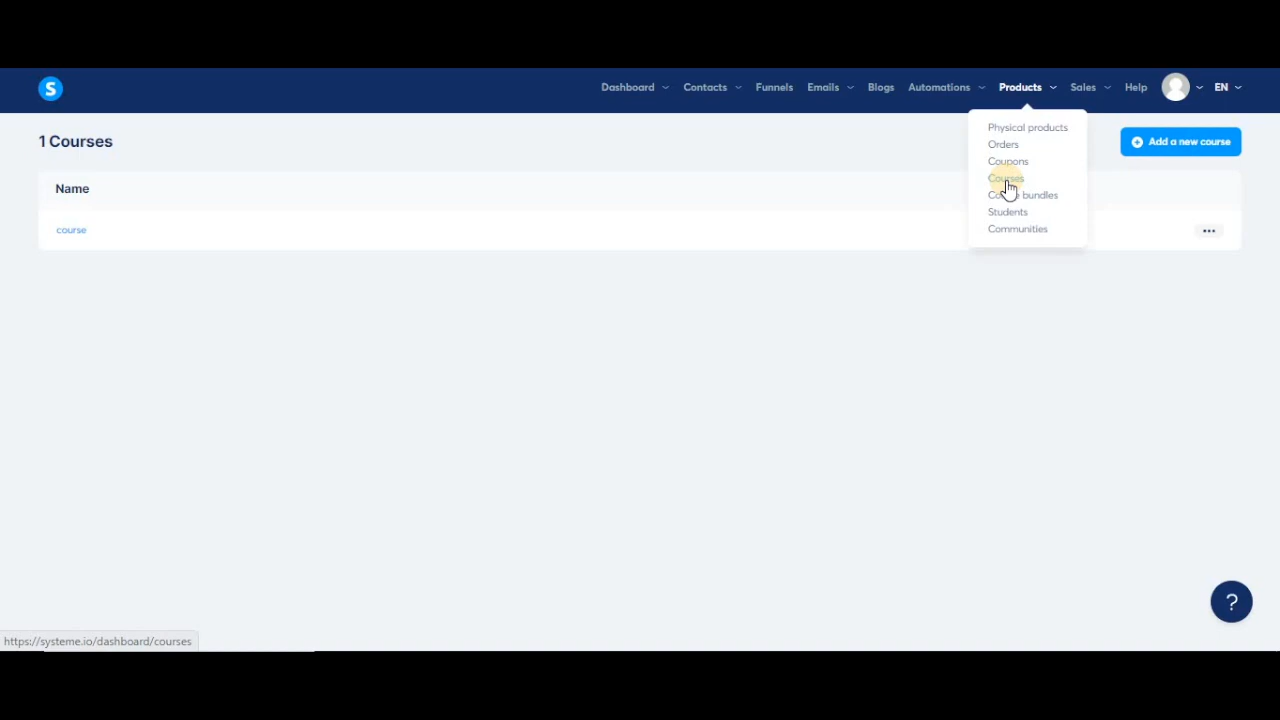 S
Dashboard Contacts Funnels Emails Blogs Automations Products Sales Help EN
1 Courses
Physical products
Orders
Coupons
Courses
bundles
Students
Communities
Add a new course
Name
course
?
https://systeme.io/dashboard/courses